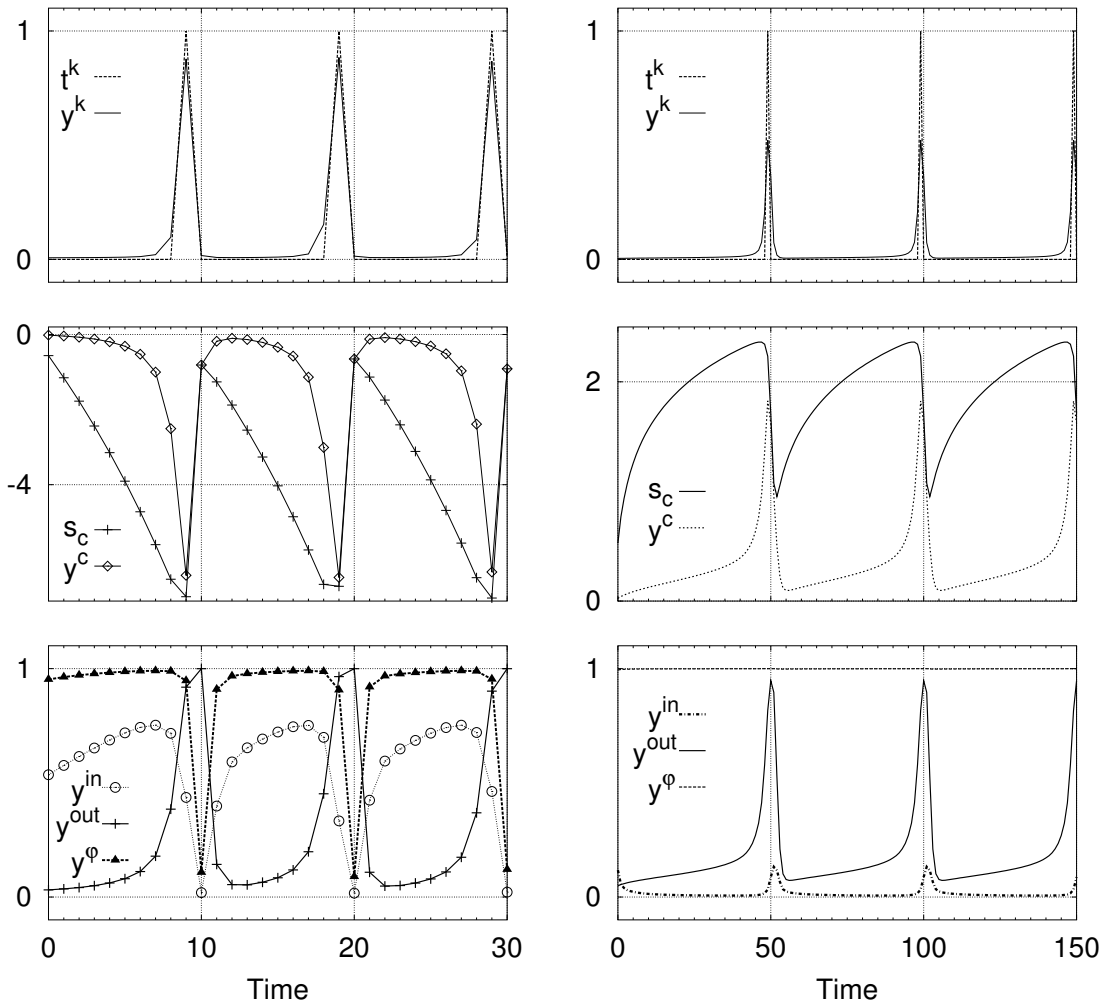 1
t^k
y^k
0
1
t^k
y^k
0
0
-4
s_c
y^c
2
s_c
y^c
0
1
y^in
y^out
y^φ
0
0 10 20 30
Time
1
y^in
y^out
y^φ
0
0 50 100 150
Time